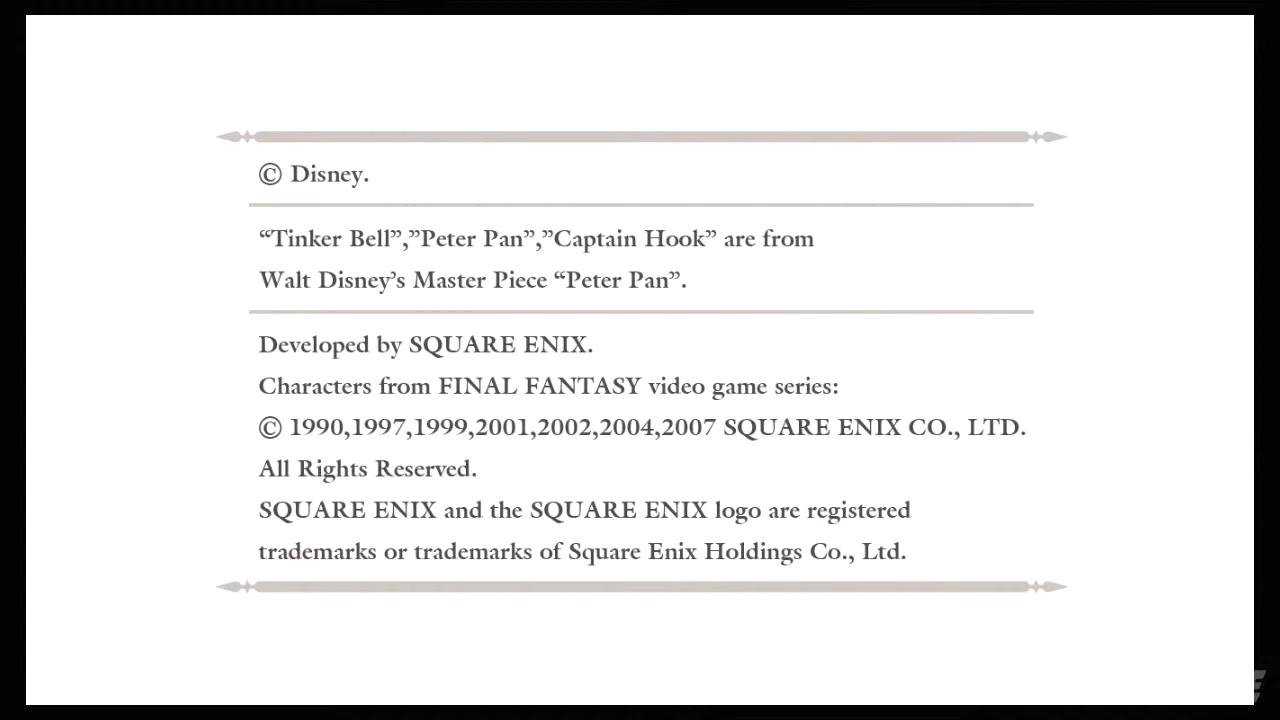 © Disney.
“Tinker Bell”,”Peter Pan”,”Captain Hook” are from
Walt Disney’s Master Piece “Peter Pan”.
Developed by SQUARE ENIX.
Characters from FINAL FANTASY video game series:
© 1990,1997,1999,2001,2002,2004,2007 SQUARE ENIX CO., LTD.
All Rights Reserved.
SQUARE ENIX and the SQUARE ENIX logo are registered
trademarks or trademarks of Square Enix Holdings Co., Ltd.